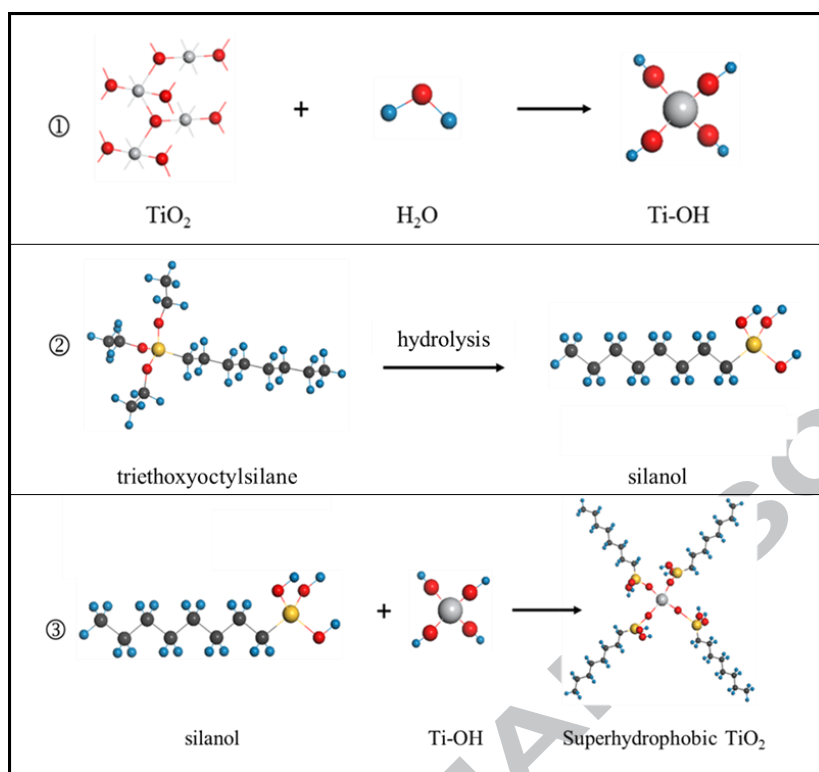 ①
+
TiO₂
H₂O
Ti-OH
②
hydrolysis
triethoxyoctylsilane
silanol
③
+
silanol
Ti-OH
Superhydrophobic TiO₂